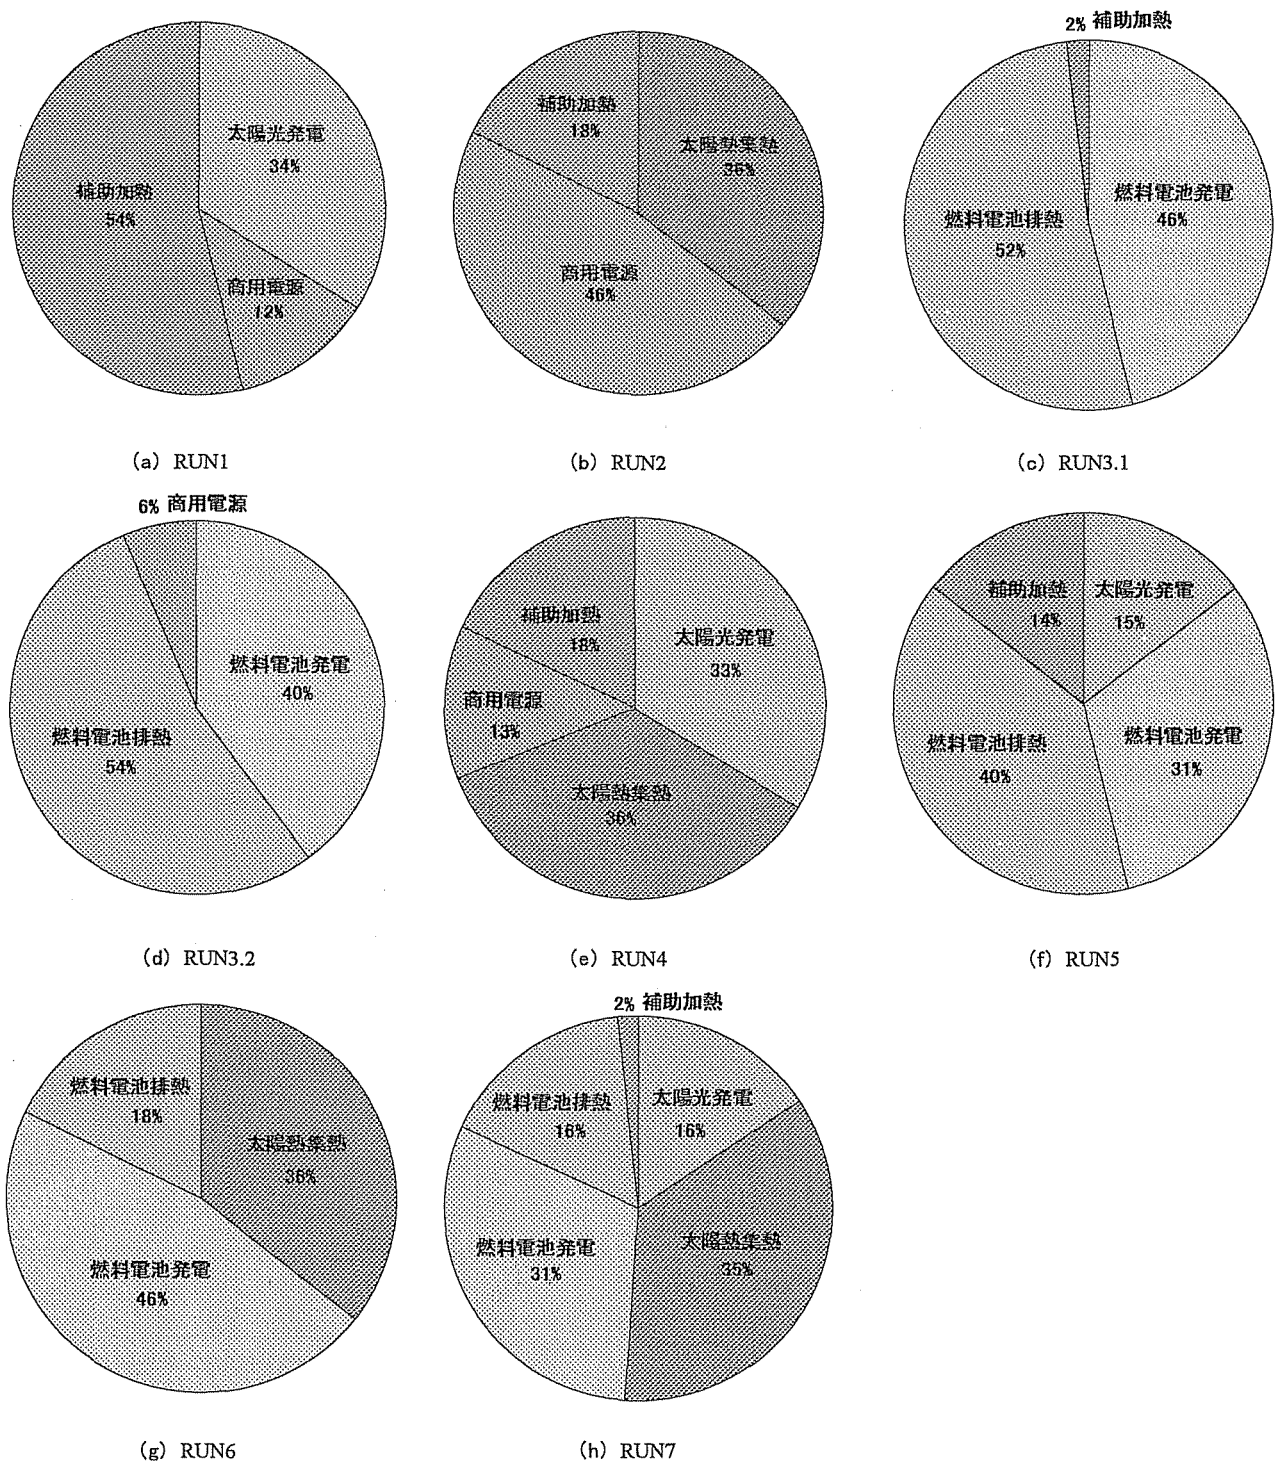 太陽光発電
34%
商用電源
12%
補助加熱
54%
(a) RUN1
太陽熱集熱
36%
商用電源
46%
補助加熱
18%
(b) RUN2
2% 補助加熱
燃料電池発電
46%
燃料電池排熱
52%
(c) RUN3.1
6% 商用電源
燃料電池発電
40%
燃料電池排熱
54%
(d) RUN3.2
太陽光発電
33%
太陽熱集熱
36%
商用電源
13%
補助加熱
18%
(e) RUN4
太陽光発電
15%
燃料電池発電
31%
燃料電池排熱
40%
補助加熱
14%
(f) RUN5
太陽熱集熱
36%
燃料電池発電
46%
燃料電池排熱
18%
(g) RUN6
2% 補助加熱
太陽光発電
16%
太陽熱集熱
35%
燃料電池発電
31%
燃料電池排熱
16%
(h) RUN7